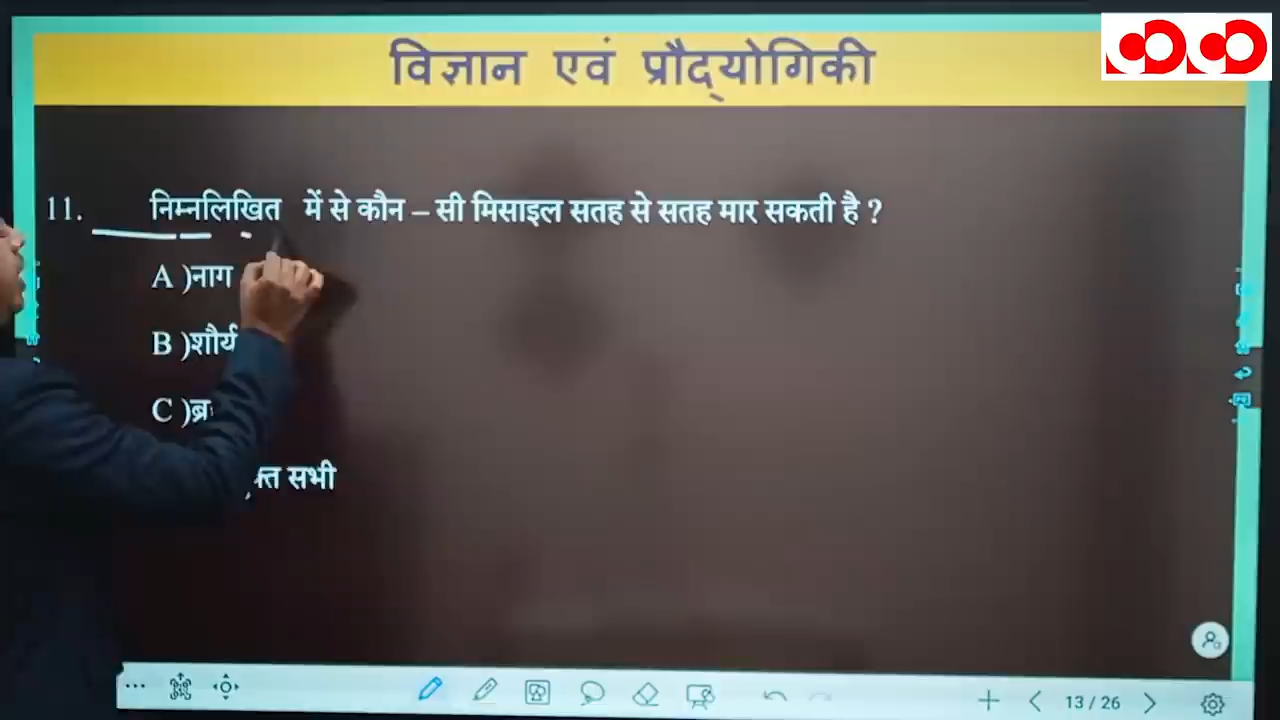 विज्ञान एवं प्रौद्योगिकी
11. निम्नलिखित में से कौन – सी मिसाइल सतह से सतह मार सकती है ?
A )नाग
B )शौर्य
C )
सभी
13 / 26